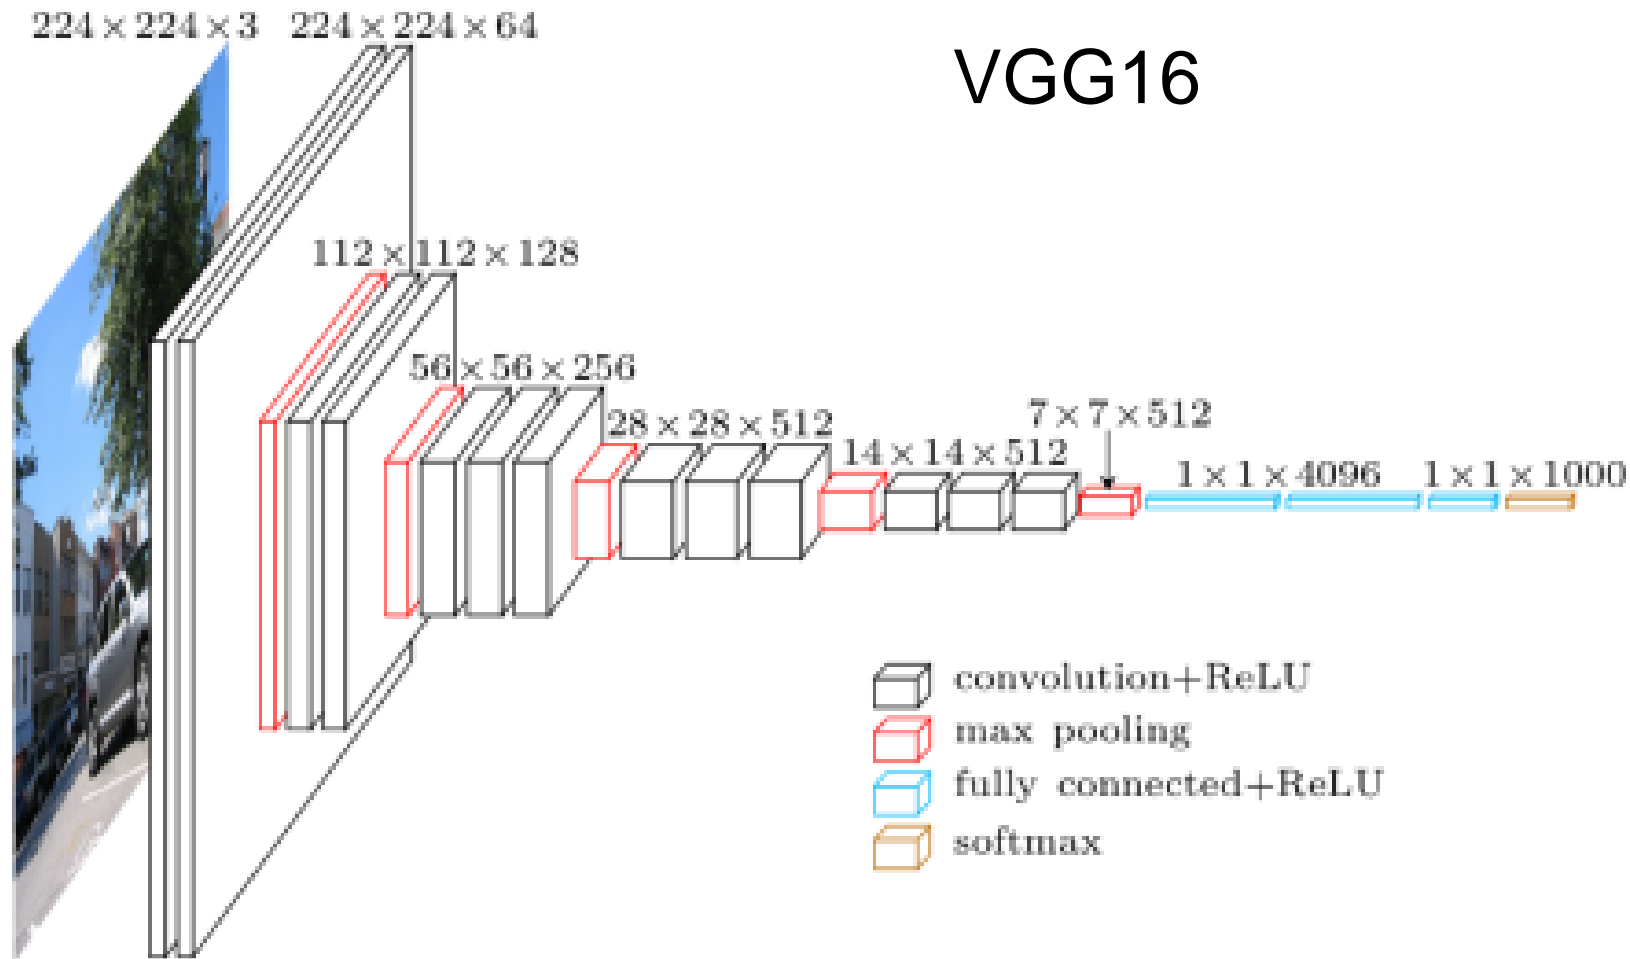 224 × 224 × 3
224 × 224 × 64
VGG16
112 × 112 × 128
56 × 56 × 256
28 × 28 × 512
14 × 14 × 512
7 × 7 × 512
1 × 1 × 4096
1 × 1 × 1000
convolution+ReLU
max pooling
fully connected+ReLU
softmax